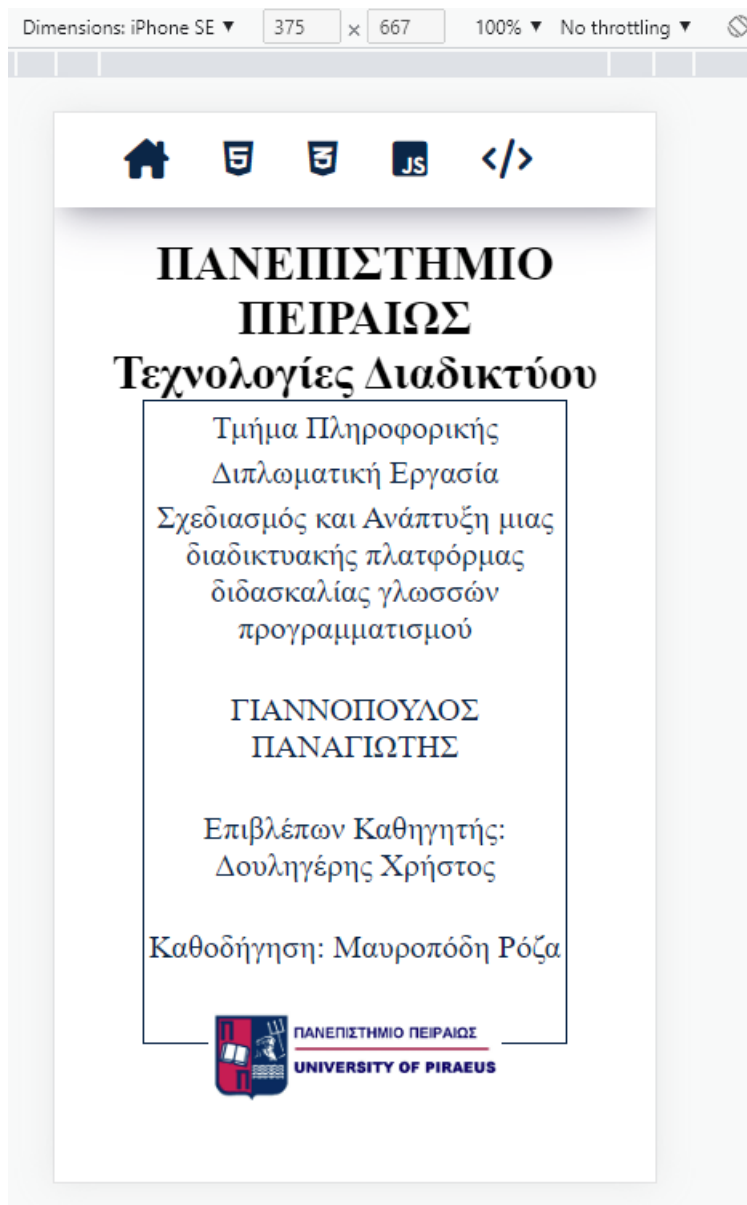 Dimensions: iPhone SE ▼ 375 × 667 100% ▼ No throttling ▼
5 3 JS </>
ΠΑΝΕΠΙΣΤΗΜΙΟ
ΠΕΙΡΑΙΩΣ
Τεχνολογίες Διαδικτύου
Τμήμα Πληροφορικής
Διπλωματική Εργασία
Σχεδιασμός και Ανάπτυξη μιας
διαδικτυακής πλατφόρμας
διδασκαλίας γλωσσών
προγραμματισμού
ΓΙΑΝΝΟΠΟΥΛΟΣ
ΠΑΝΑΓΙΩΤΗΣ
Επιβλέπων Καθηγητής:
Δουληγέρης Χρήστος
Καθοδήγηση: Μαυροπόδη Ρόζα
ΠΑΝΕΠΙΣΤΗΜΙΟ ΠΕΙΡΑΙΩΣ
UNIVERSITY OF PIRAEUS